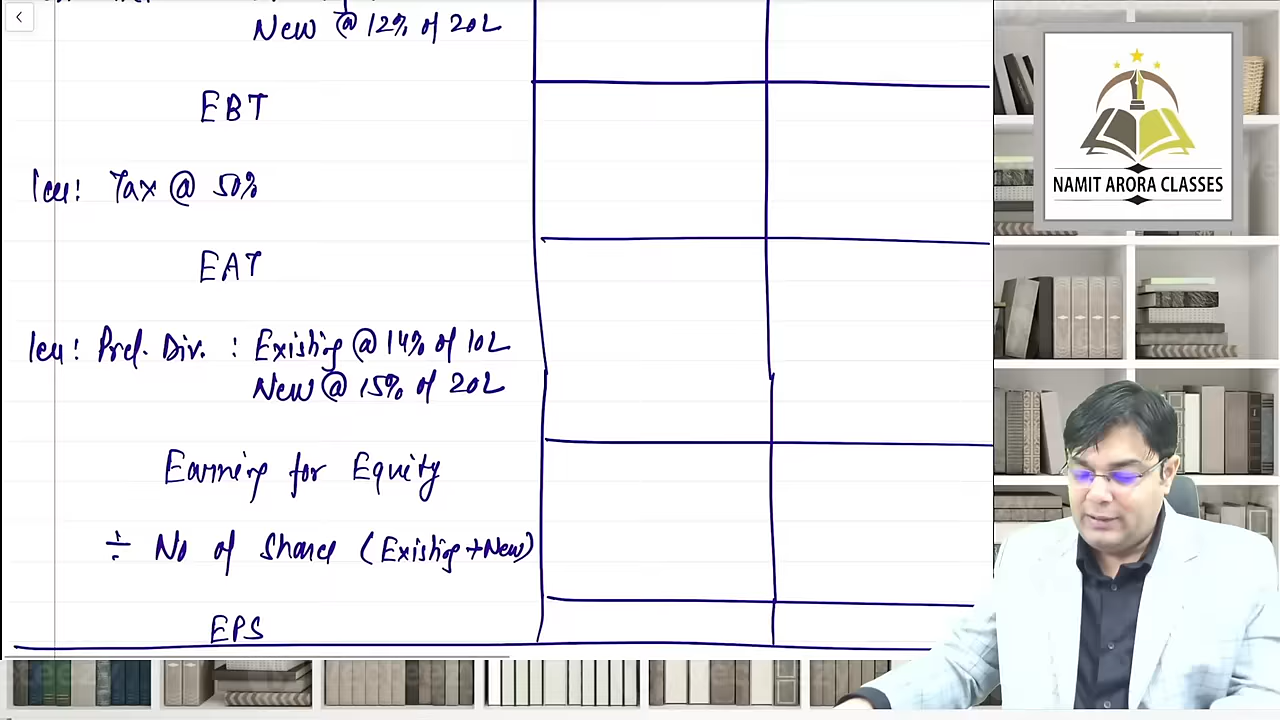 New @ 12% of 20L
EBT
less: Tax @ 50%
EAT
less: Pref. Div. : Existing @ 14% of 10L
New @ 15% of 20L
Earning for Equity
÷ No of Shares (Existing + New)
EPS
NAMIT ARORA CLASSES